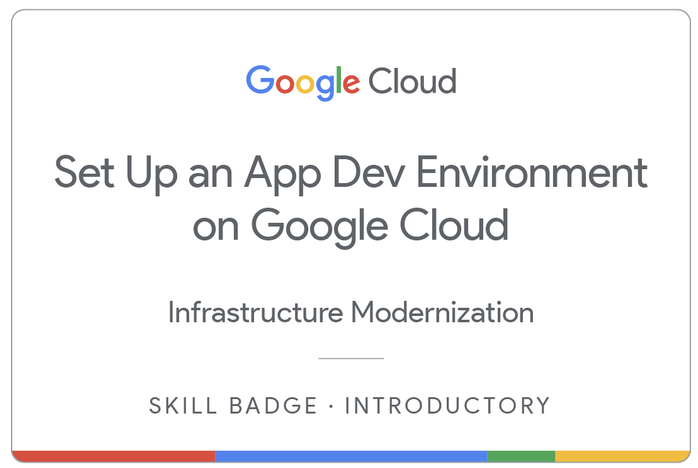 Google Cloud
Set Up an App Dev Environment
on Google Cloud
Infrastructure Modernization
SKILL BADGE · INTRODUCTORY